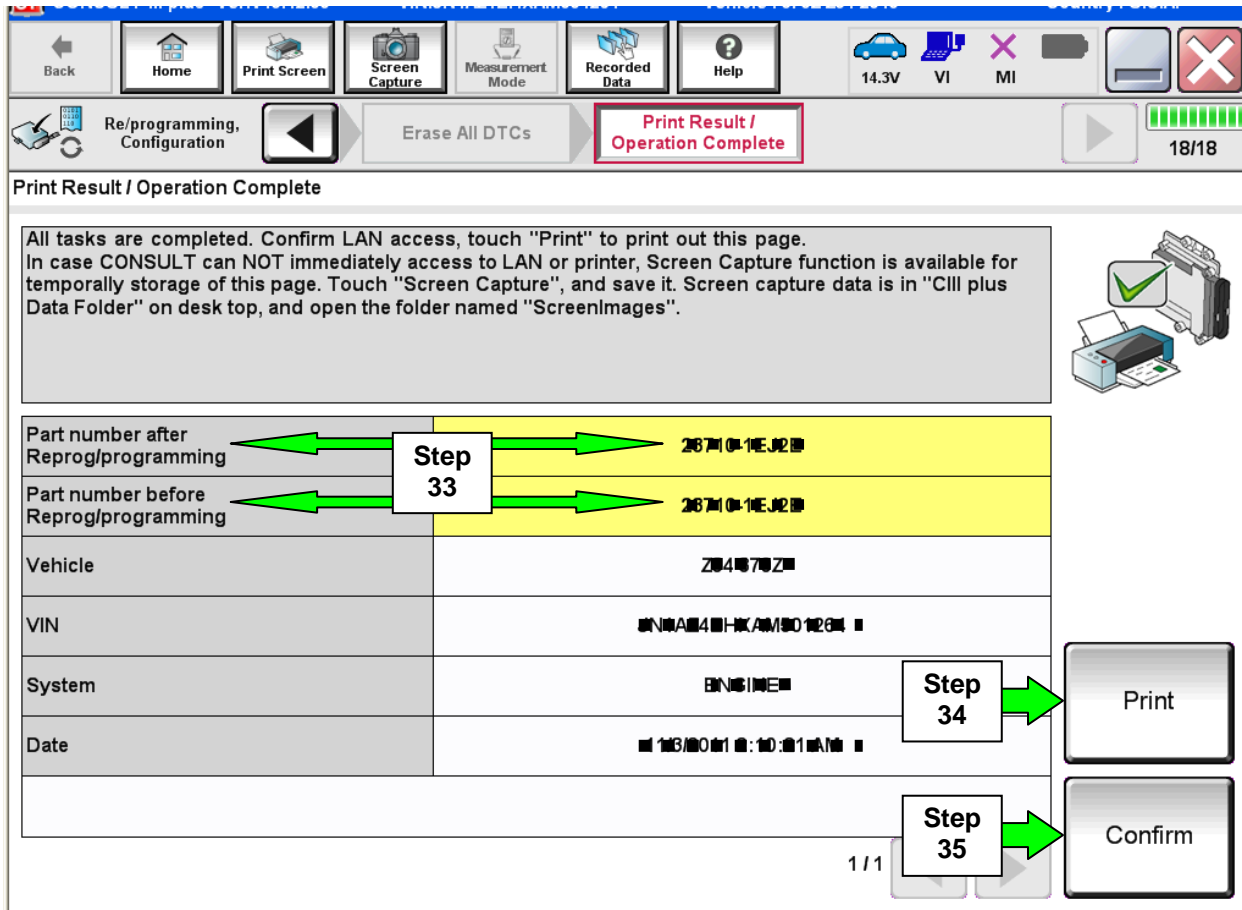 Back
Home
Print Screen
Screen
Capture
Measurement
Mode
Recorded
Data
Help
14.3V
VI
MI
Re/programming,
Configuration
Erase All DTCs
Print Result /
Operation Complete
18/18
Print Result / Operation Complete
All tasks are completed. Confirm LAN access, touch "Print" to print out this page.
In case CONSULT can NOT immediately access to LAN or printer, Screen Capture function is available for
temporally storage of this page. Touch "Screen Capture", and save it. Screen capture data is in "CIII plus
Data Folder" on desk top, and open the folder named "ScreenImages".
Part number after
Reprog/programming
Step
33
Part number before
Reprog/programming
Vehicle
VIN
System
ENGINE
Step
34
Print
Date
Step
35
Confirm
1 / 1